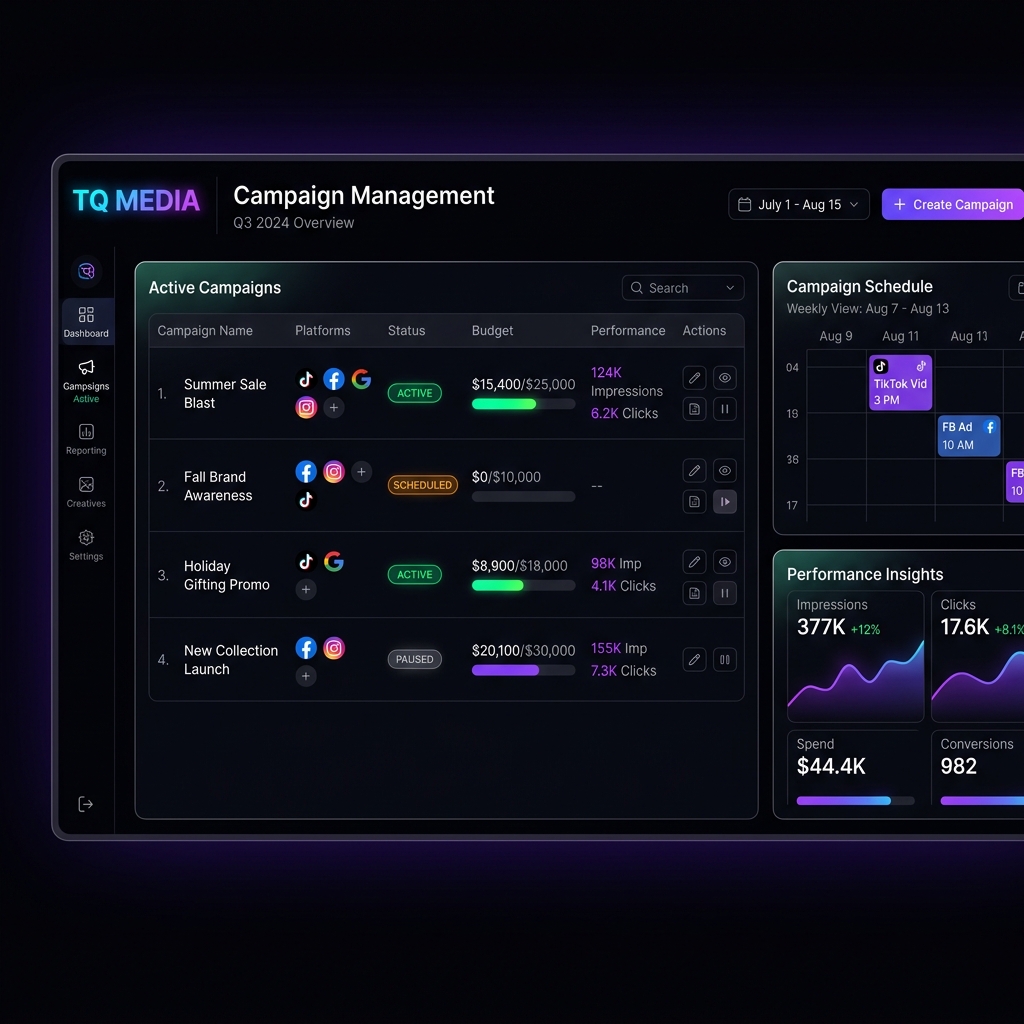 TQ MEDIA
Campaign Management
Q3 2024 Overview
July 1 - Aug 15
+ Create Campaign
Dashboard
Gampsigns
Active
Reporting
Creatives
Settings
Active Campaigns
Search
Campaign Name Platforms Status Budget Performance Actions
1. Summer Sale
Blast
ACTIVE
$15,400/$25,000
124K
Impressions
6.2K Clicks
2. Fall Brand
Awareness
SCHEDULED
$0/$10,000
--
3. Holiday
Gifting Promo
ACTIVE
$8,900/$18,000
98K Imp
4.1K Clicks
4. New Collection
Launch
PAUSED
$20,100/$30,000
155K Imp
7.3K Clicks
Campaign Schedule
Weekly View: Aug 7 - Aug 13
Aug 9 Aug 11 Aug 13 A
04
TikTok Vid
3 PM
FB Ad
10 AM
38
FB
10
17
Performance Insights
Impressions
377K +12%
Clicks
17.6K +8.1%
Spend
$44.4K
Conversions
982